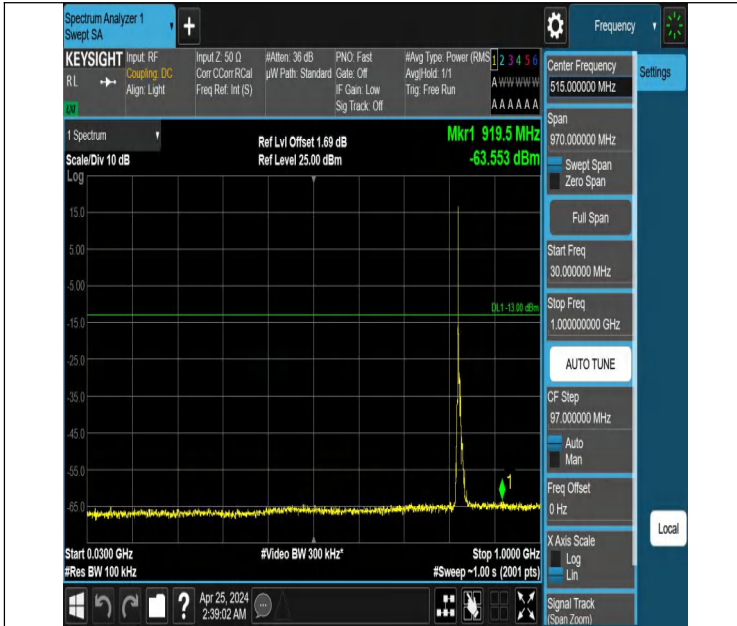 Spectrum Analyzer 1
Swept SA
+
Frequency
KEYSIGHT
RL
Input: RF
Coupling: DC
Align: Light
Input Z: 50 Ω
Corr CCorr RCal
Freq Ref: Int (S)
#Atten: 36 dB
µW Path: Standard
PNO: Fast
Gate: Off
IF Gain: Low
Sig Track: Off
#Avg Type: Power (RMS
Avg|Hold: 1/1
Trig: Free Run
1 2 3 4 5 6
A W W W W W
A A A A A A
Center Frequency
515.000000 MHz
Settings
Span
970.000000 MHz
Swept Span
Zero Span
Full Span
Start Freq
30.000000 MHz
Stop Freq
1.000000000 GHz
AUTO TUNE
CF Step
97.000000 MHz
Auto
Man
Freq Offset
0 Hz
X Axis Scale
Log
Lin
Signal Track
(Span Zoom)
Local
1 Spectrum
Scale/Div 10 dB
Log
Ref Lvl Offset 1.69 dB
Ref Level 25.00 dBm
Mkr1 919.5 MHz
-63.553 dBm
15.0
5.00
-5.00
DL1 -13.00 dBm
-15.0
-25.0
-35.0
-45.0
-55.0
1
-65.0
Start 0.0300 GHz
#Video BW 300 kHz*
Stop 1.0000 GHz
#Res BW 100 kHz
#Sweep ~1.00 s (2001 pts)
?
Apr 25, 2024
2:39:02 AM